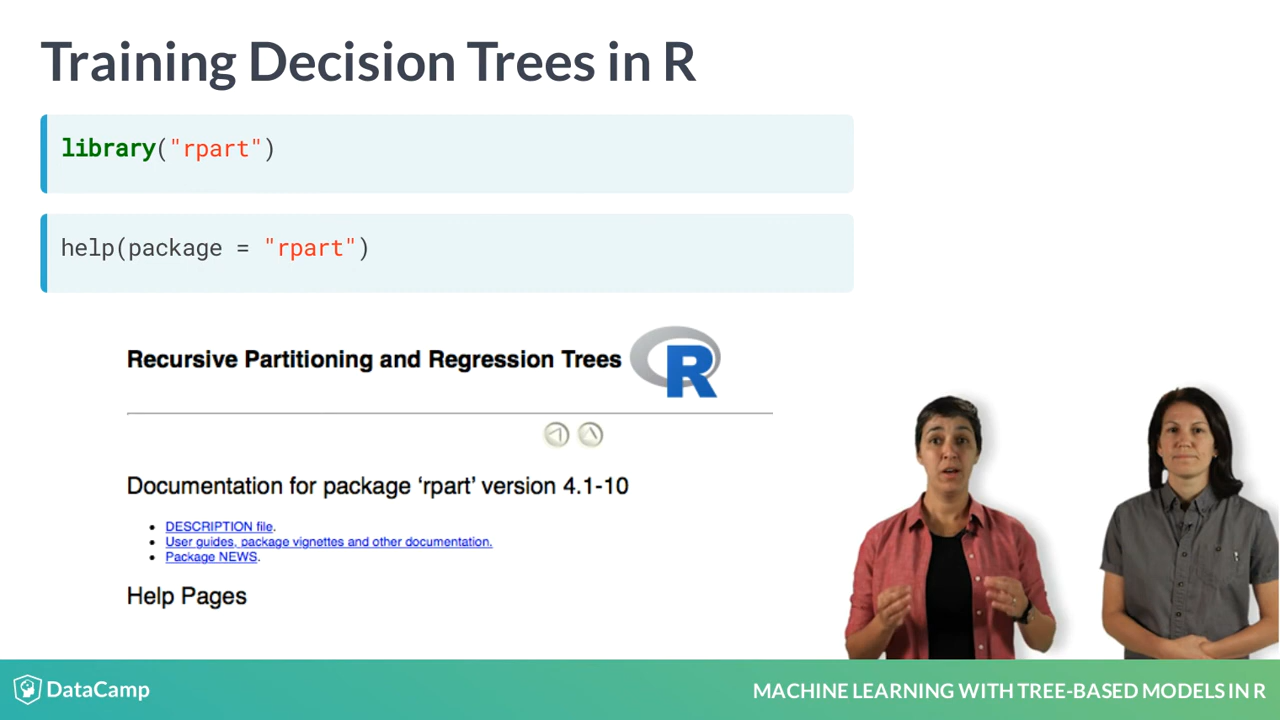 Training Decision Trees in R
library("rpart")
help(package = "rpart")
Recursive Partitioning and Regression Trees
R
Documentation for package ‘rpart’ version 4.1-10
DESCRIPTION file.
User guides, package vignettes and other documentation.
Package NEWS.
Help Pages
DataCamp
MACHINE LEARNING WITH TREE-BASED MODELS IN R